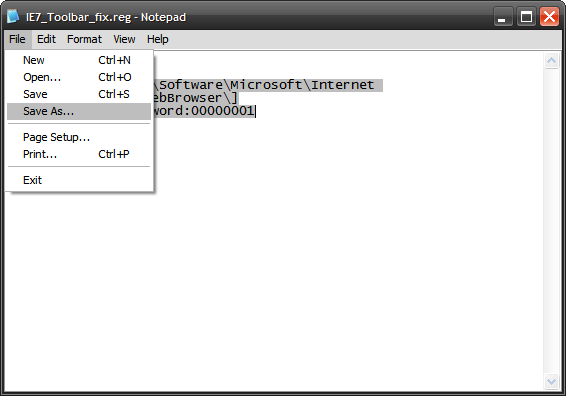 IE7_Toolbar_fix.reg - Notepad
File Edit Format View Help
New Ctrl+N
Open... Ctrl+O
Save Ctrl+S
Save As...
Page Setup...
Print... Ctrl+P
Exit
\Software\Microsoft\Internet
ebBrowser\]
word:00000001